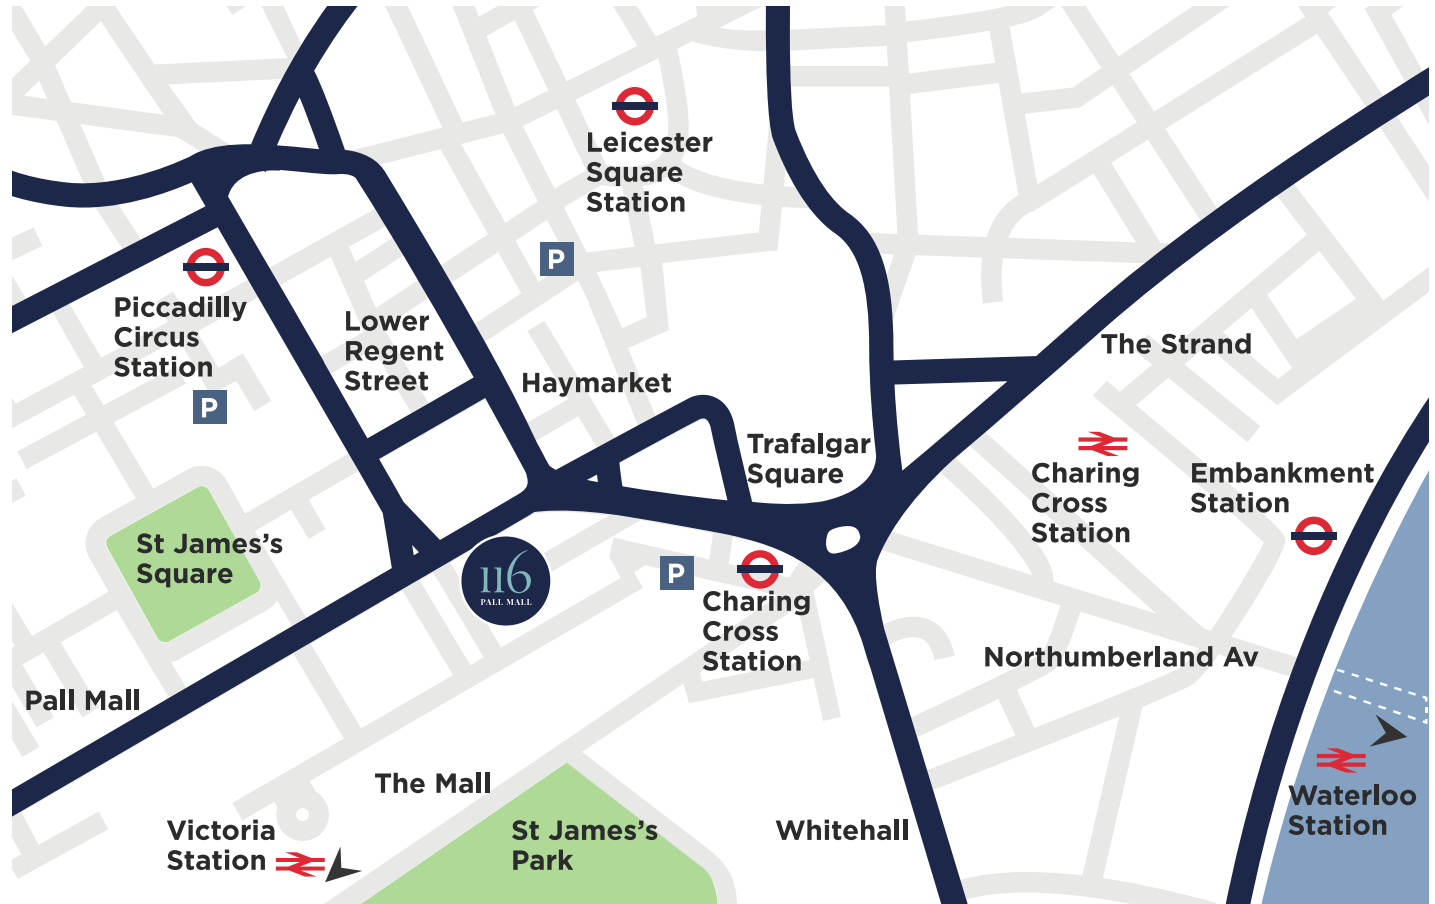 Leicester
Square
Station
P
Piccadilly
Circus
Station
P
Lower
Regent
Street
Haymarket
The Strand
Trafalgar
Square
Charing
Cross
Station
Embankment
Station
St James’s
Square
116
PALL MALL
P
Charing
Cross
Station
Northumberland Av
Pall Mall
The Mall
Victoria
Station
St James’s
Park
Whitehall
Waterloo
Station